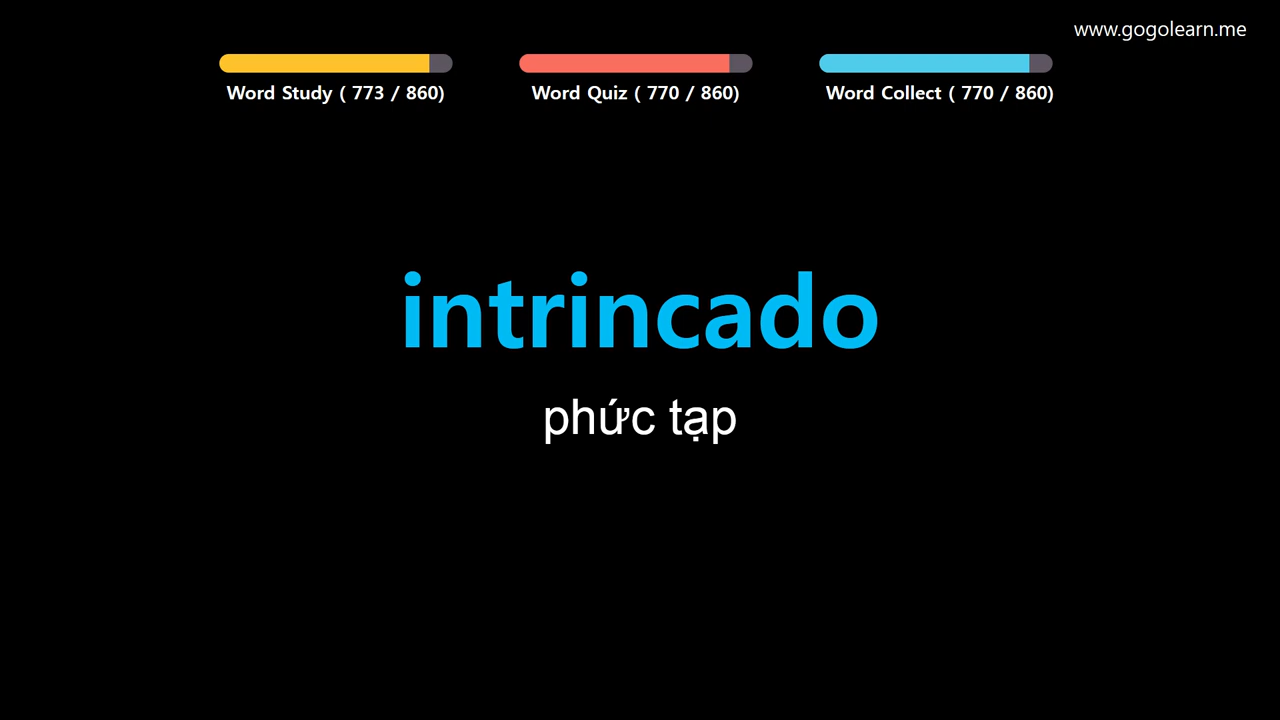 www.gogolearn.me
Word Study ( 773 / 860)
Word Quiz ( 770 / 860)
Word Collect ( 770 / 860)
intrincado
phức tạp